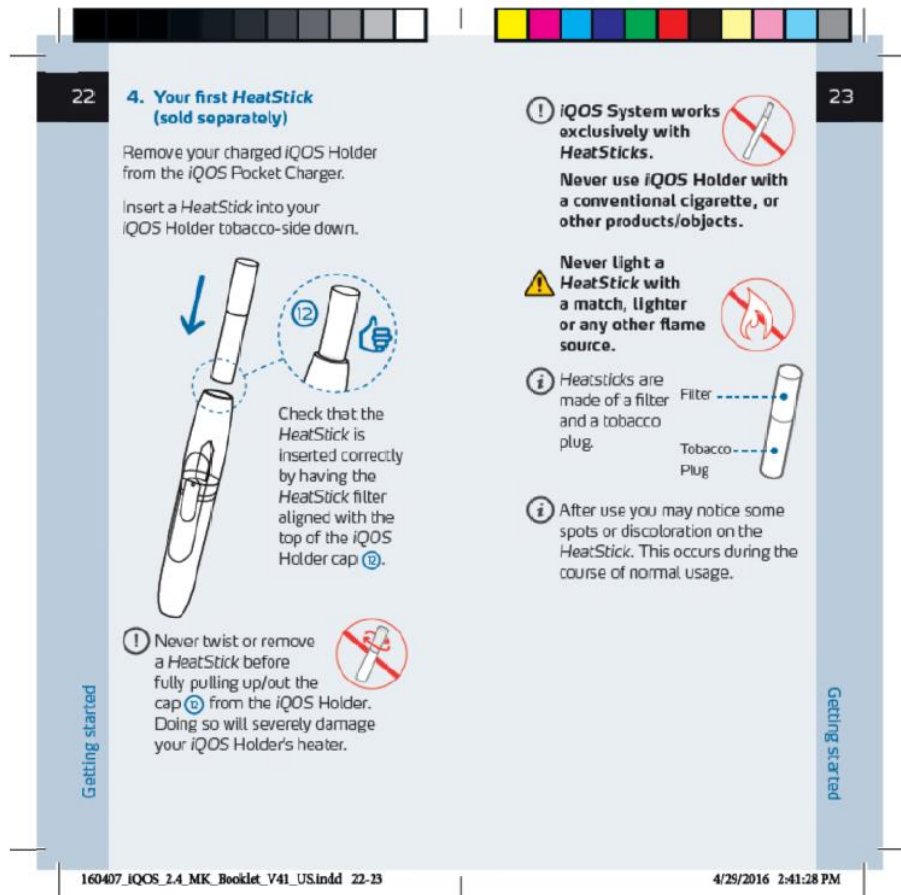 22
4. Your first HeatStick
(sold separately)
Remove your charged iQOS Holder
from the iQOS Pocket Charger.
Insert a HeatStick into your
iQOS Holder tobacco-side down.
12
Check that the
HeatStick is
inserted correctly
by having the
HeatStick filter
aligned with the
top of the iQOS
Holder cap 12.
! Never twist or remove
a HeatStick before
fully pulling up/out the
cap 12 from the iQOS Holder.
Doing so will severely damage
your iQOS Holder's heater.
Getting started
23
! iQOS System works
exclusively with
HeatSticks.
Never use iQOS Holder with
a conventional cigarette, or
other products/objects.
! Never light a
HeatStick with
a match, lighter
or any other flame
source.
i Heatsticks are
made of a filter
and a tobacco
plug.
Filter
Tobacco
Plug
i After use you may notice some
spots or discoloration on the
HeatStick. This occurs during the
course of normal usage.
Getting started
160407_iQOS_2.4_MK_Booklet_V41_US.indd 22-23
4/29/2016 2:41:28 PM